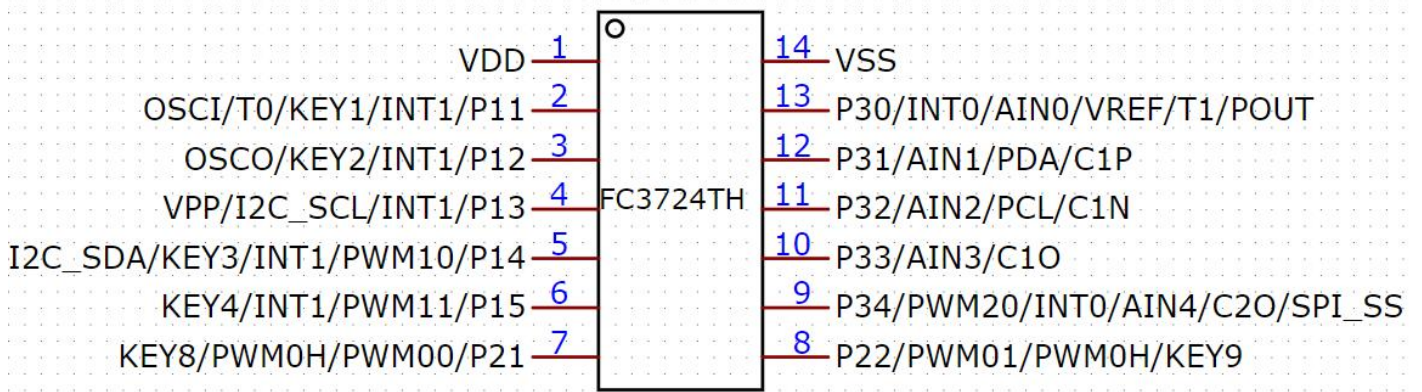 VDD 1 14 VSS
OSCI/T0/KEY1/INT1/P11 2 13 P30/INT0/AIN0/VREF/T1/POUT
OSCO/KEY2/INT1/P12 3 12 P31/AIN1/PDA/C1P
VPP/I2C_SCL/INT1/P13 4 FC3724TH 11 P32/AIN2/PCL/C1N
I2C_SDA/KEY3/INT1/PWM10/P14 5 10 P33/AIN3/C1O
KEY4/INT1/PWM11/P15 6 9 P34/PWM20/INT0/AIN4/C2O/SPI_SS
KEY8/PWM0H/PWM00/P21 7 8 P22/PWM01/PWM0H/KEY9